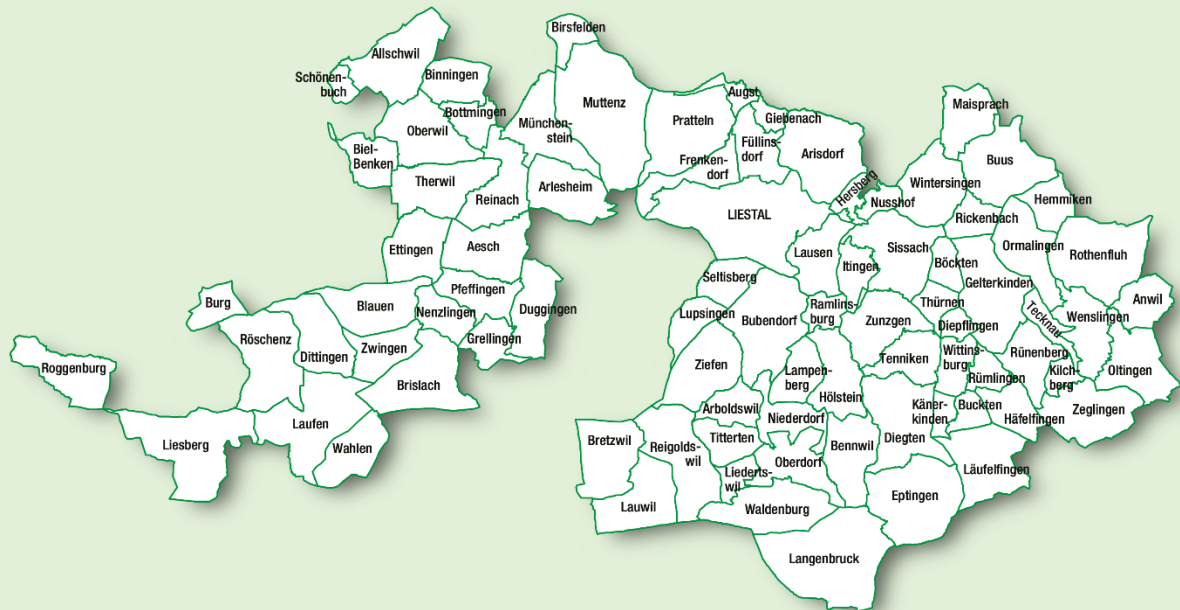 Birsfelden
Allschwil
Schönen-
buch
Binningen
Augst
Muttenz
Maisprach
Bottmingen
Giebenach
Oberwil
München-
stein
Pratteln
Füllins-
dorf
Arisdorf
Biel-
Benken
Frenken-
dorf
Buus
Therwil
Arlesheim
Hersberg
Wintersingen
Reinach
Nusshof
Hemmiken
LIESTAL
Rickenbach
Ettingen
Aesch
Lausen
Itingen
Sissach
Böckten
Ormalingen
Rothenfluh
Seltisberg
Gelterkinden
Pfeffingen
Burg
Blauen
Nenzlingen
Duggingen
Lupsingen
Bubendorf
Ramlins-
burg
Thürnen
Tecknau
Anwil
Zunzgen
Diepflingen
Wenslingen
Röschenz
Dittingen
Zwingen
Grellingen
Roggenburg
Brislach
Ziefen
Lampen-
berg
Tenniken
Wittins-
burg
Rünenberg
Rümlingen
Kilch-
berg
Oltingen
Hölstein
Arboldswil
Niederdorf
Känerkinden
Buckten
Häfelfingen
Zeglingen
Liesberg
Laufen
Wahlen
Bretzwil
Reigolds-
wil
Titterten
Bennwil
Diegten
Liederts-
wil
Oberdorf
Läufelfingen
Lauwil
Waldenburg
Eptingen
Langenbruck